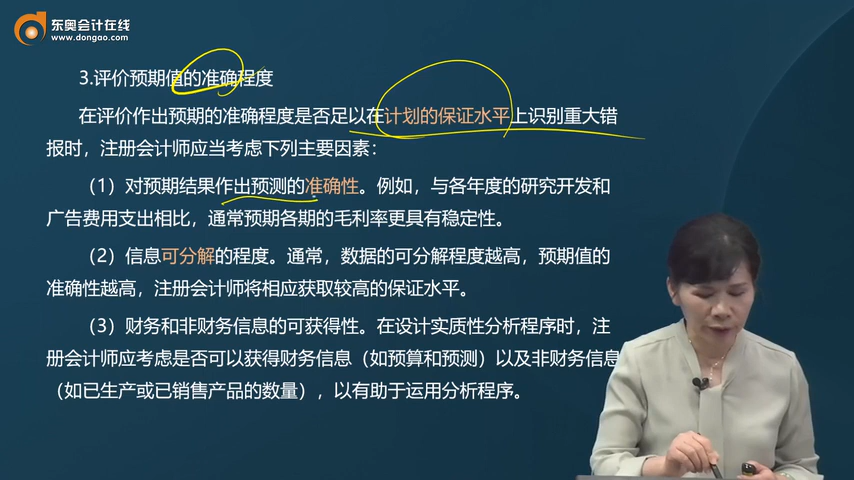 东奥会计在线
www.dongao.com
3.评价预期值的准确程度
在评价作出预期的准确程度是否足以在计划的保证水平上识别重大错
报时，注册会计师应当考虑下列主要因素：
（1）对预期结果作出预测的准确性。例如，与各年度的研究开发和
广告费用支出相比，通常预期各期的毛利率更具有稳定性。
（2）信息可分解的程度。通常，数据的可分解程度越高，预期值的
准确性越高，注册会计师将相应获取较高的保证水平。
（3）财务和非财务信息的可获得性。在设计实质性分析程序时，注
册会计师应考虑是否可以获得财务信息（如预算和预测）以及非财务信息
（如已生产或已销售产品的数量），以有助于运用分析程序。